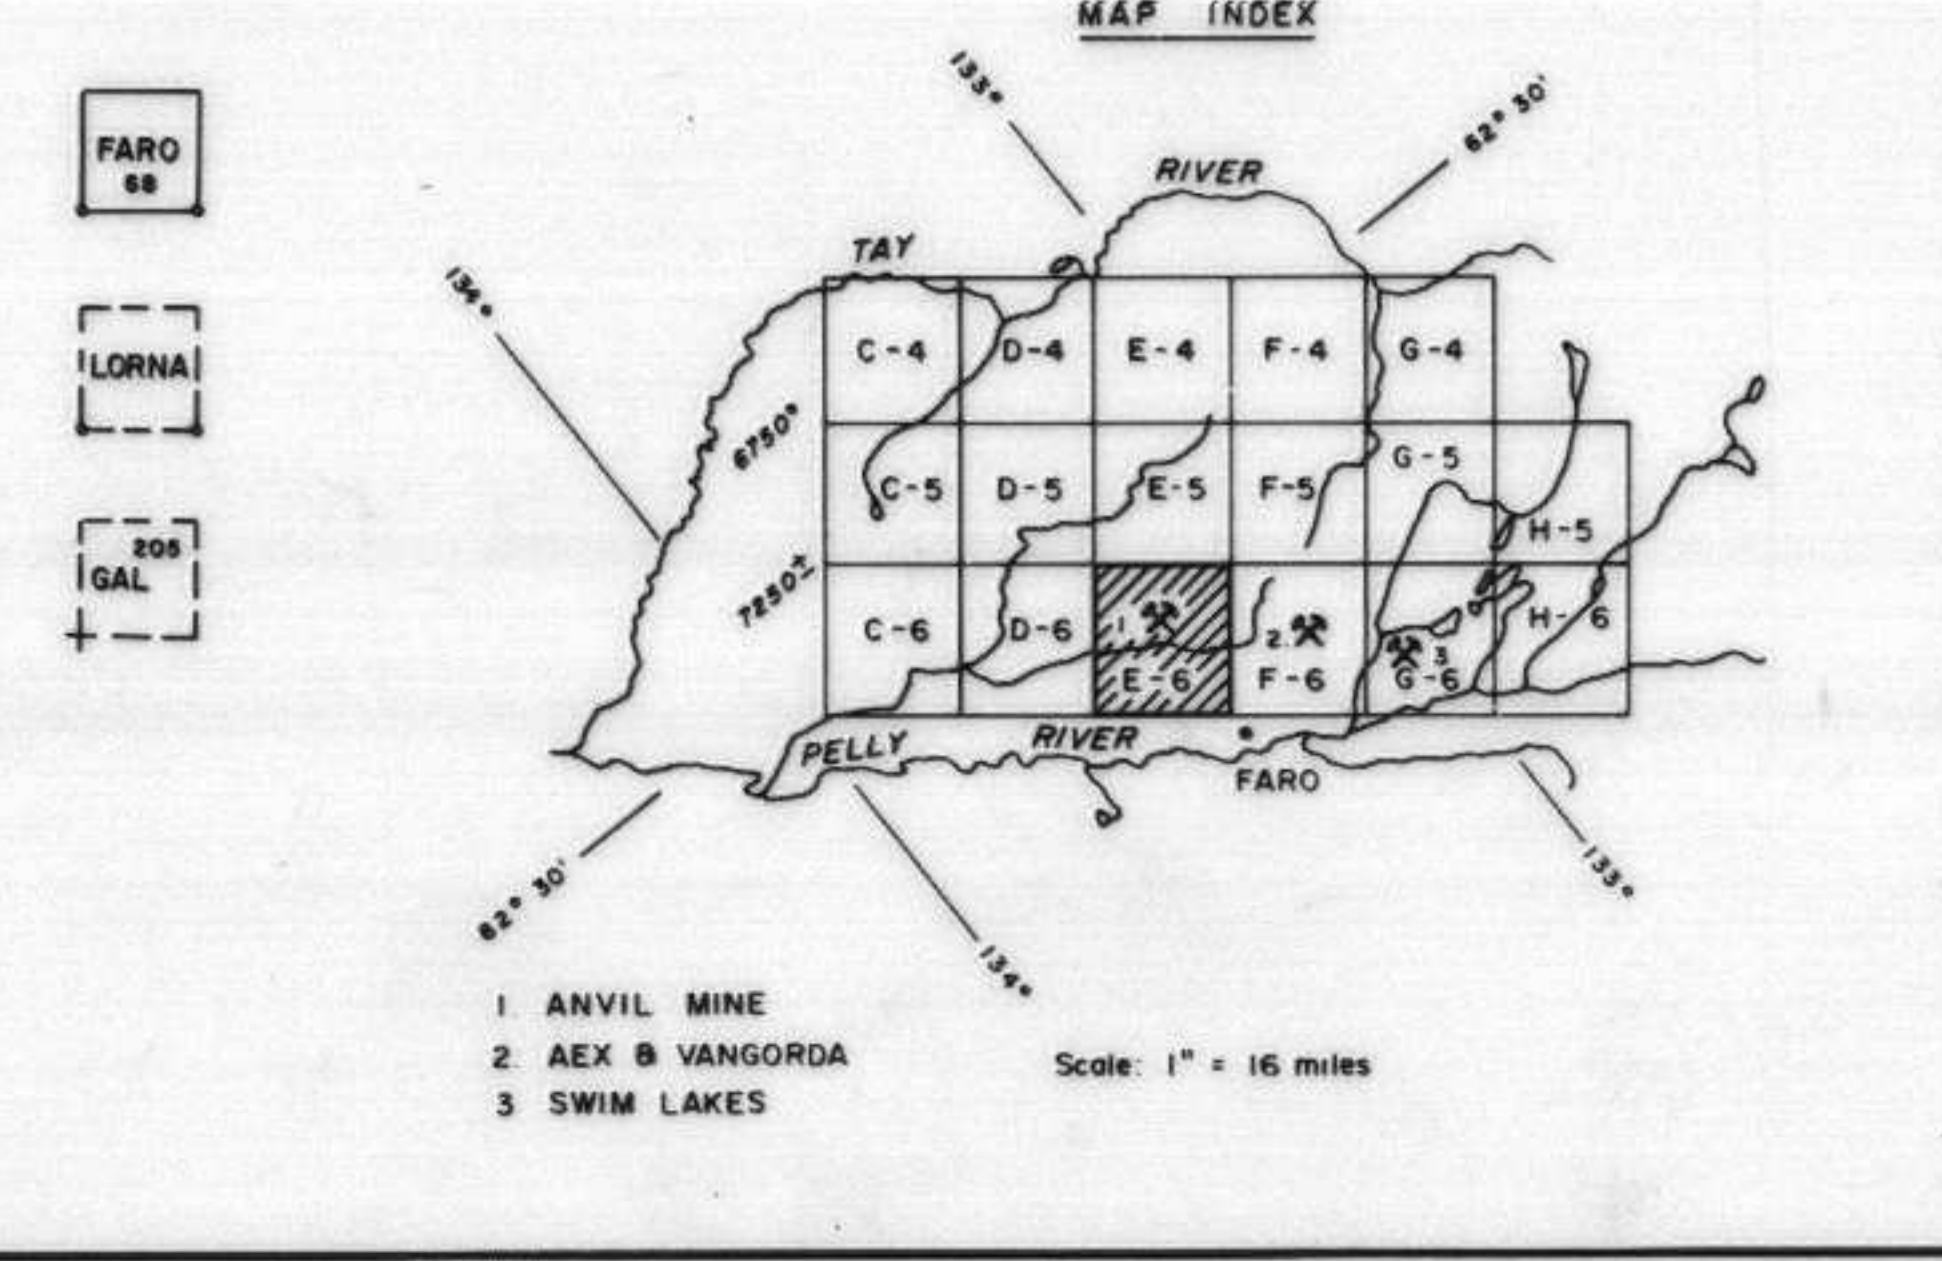 MAP INDEX
133°
62° 30'
FARO
68
RIVER
TAY
134°
LORNA
C-4 D-4 E-4 F-4 G-4
6750°
C-5 D-5 E-5 F-5 G-5 H-5
205
GAL
7250±
C-6 D-6 1 E-6 2. F-6 3 G-6 H-6
PELLY RIVER
FARO
62° 30'
134°
133°
1. ANVIL MINE
2. AEX & VANGORDA
3 SWIM LAKES
Scale: 1" = 16 miles